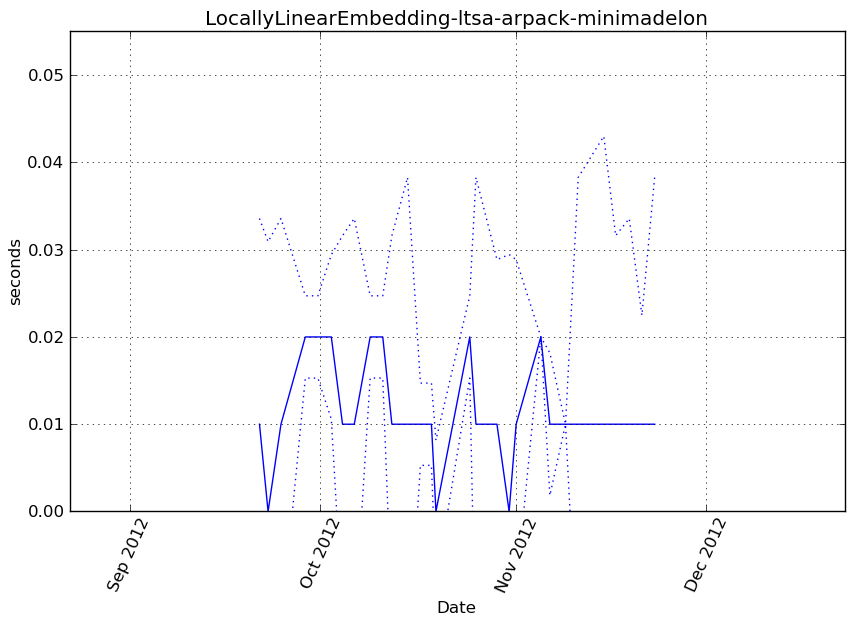 LocallyLinearEmbedding-ltsa-arpack-minimadelon
0.05
0.04
0.03
0.02
0.01
0.00
seconds
Sep 2012
Oct 2012
Nov 2012
Dec 2012
Date